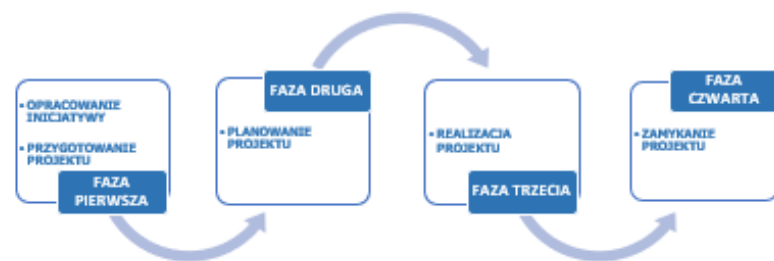 • OPRACOWANIE
INICJATYWY
• PRZYGOTOWANIE
PROJEKTU
FAZA
PIERWSZA
FAZA DRUGA
• PLANOWANIE
PROJEKTU
• REALIZACJA
PROJEKTU
FAZA TRZECIA
FAZA
CZWARTA
• ZAMYKANIE
PROJEKTU